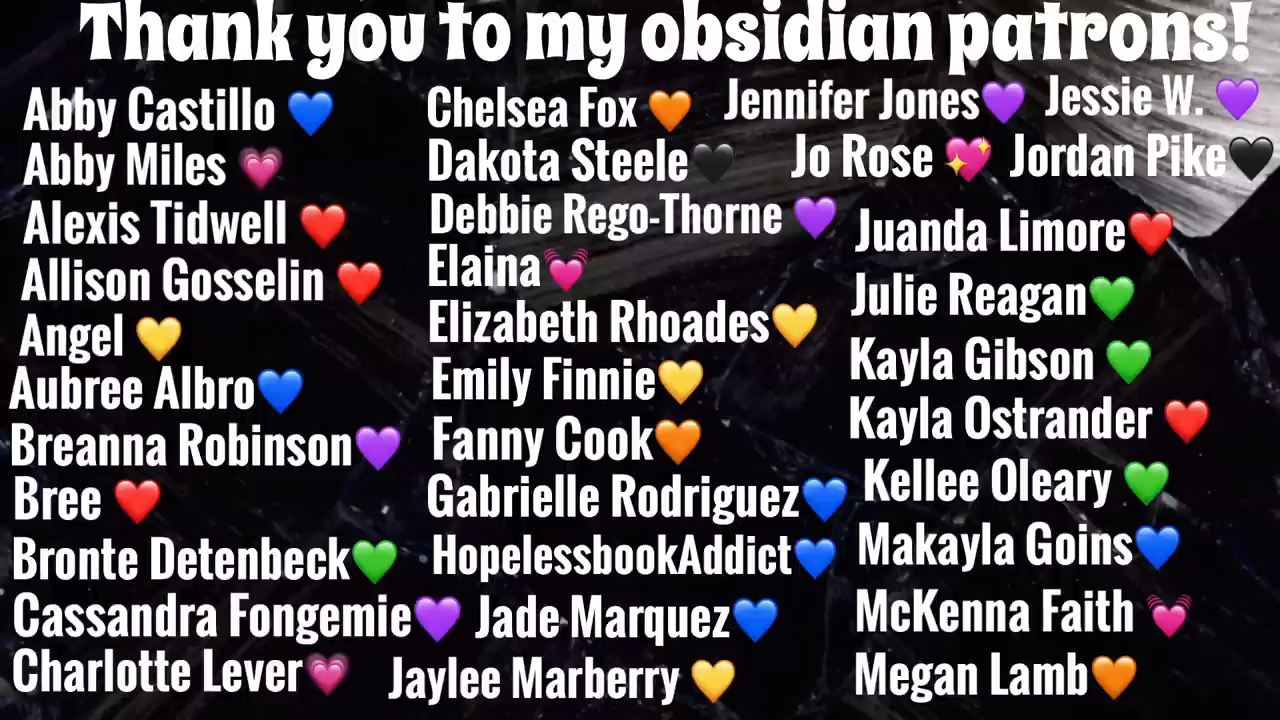 Thank you to my obsidian patrons!
Abby Castillo 💙
Abby Miles 💗
Alexis Tidwell ❤️
Allison Gosselin ❤️
Angel 💛
Aubree Albro💙
Breanna Robinson💜
Bree ❤️
Bronte Detenbeck💚
Cassandra Fongemie💜
Charlotte Lever💗
Chelsea Fox 🧡
Dakota Steele🖤
Debbie Rego-Thorne 💜
Elaina💓
Elizabeth Rhoades💛
Emily Finnie💛
Fanny Cook🧡
Gabrielle Rodriguez💙
HopelessbookAddict💙
Jade Marquez💙
Jaylee Marberry 💛
Jennifer Jones💜
Jessie W. 💜
Jo Rose 💖
Jordan Pike🖤
Juanda Limore❤️
Julie Reagan💚
Kayla Gibson 💚
Kayla Ostrander ❤️
Kellee Oleary 💚
Makayla Goins💙
McKenna Faith 💓
Megan Lamb🧡